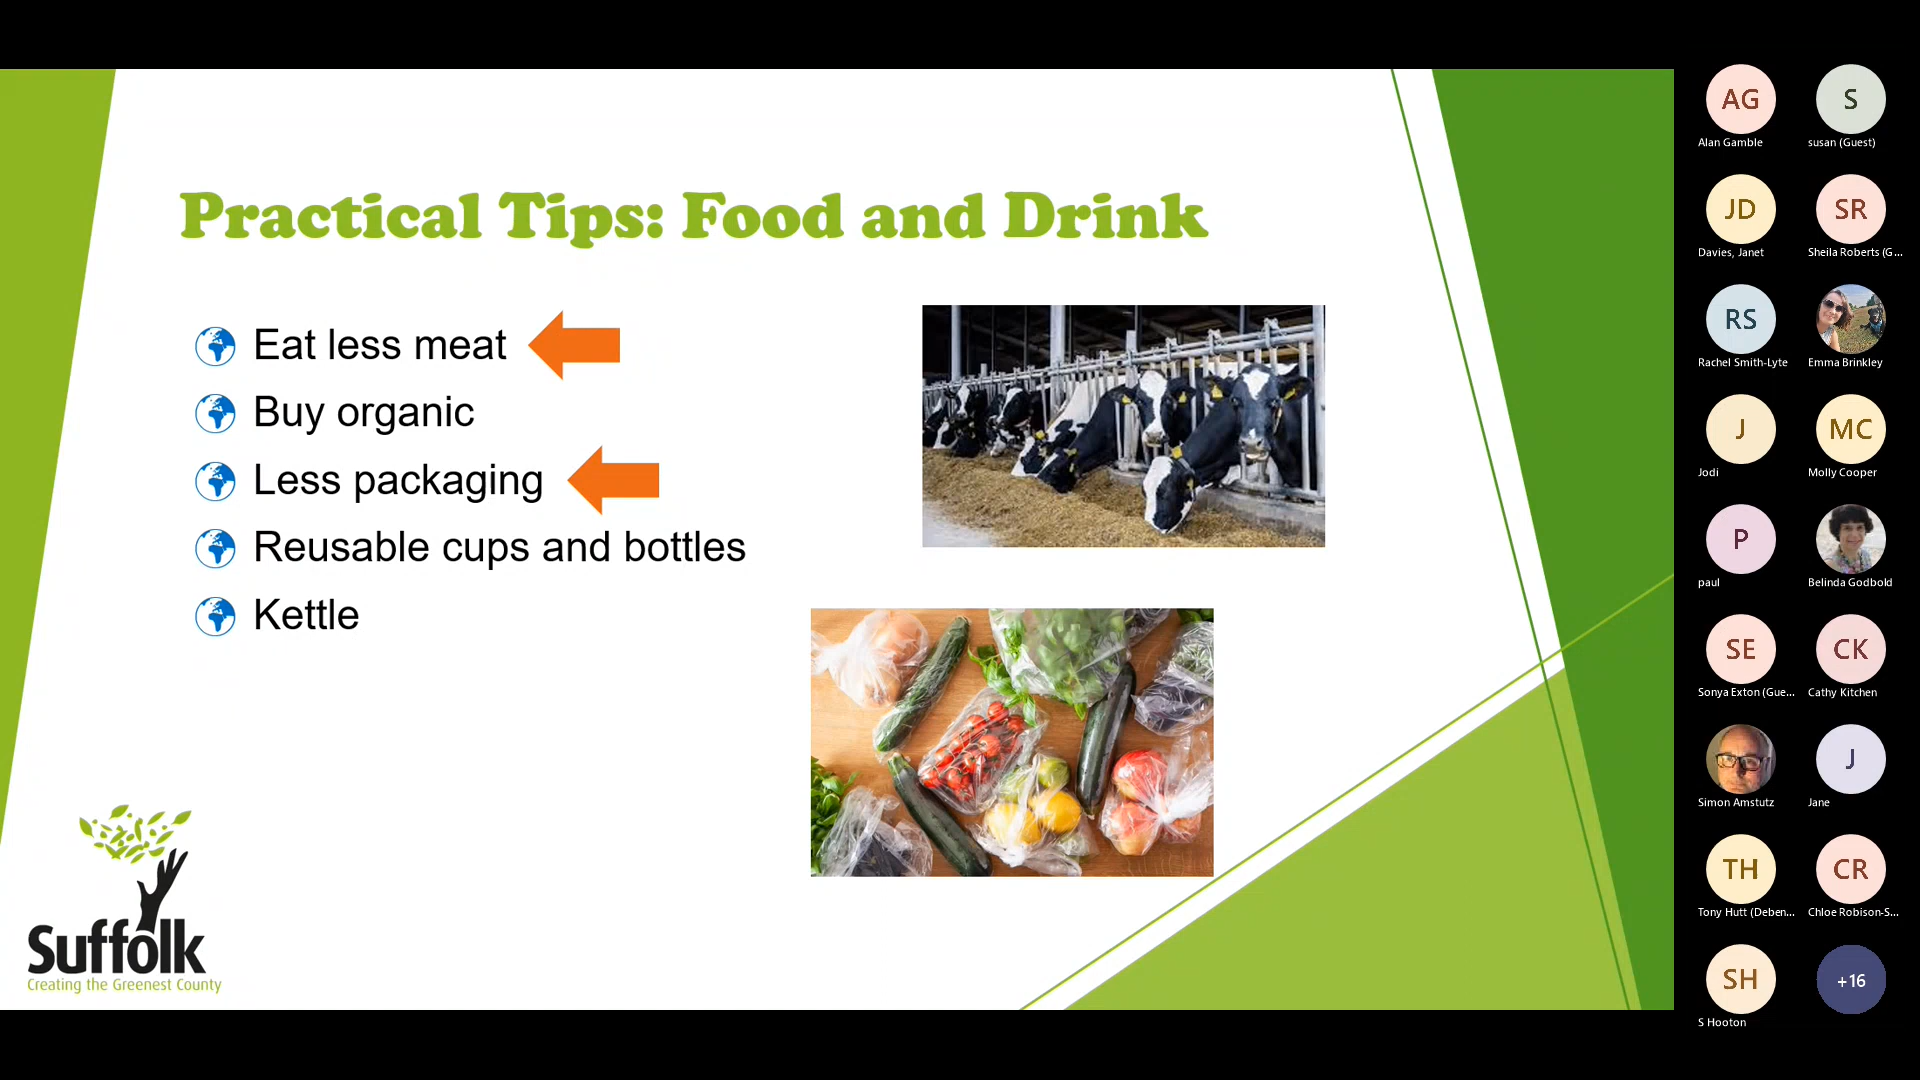 Practical Tips: Food and Drink
Eat less meat
Buy organic
Less packaging
Reusable cups and bottles
Kettle
Suffolk
Creating the Greenest County
AG
Alan Gamble
S
susan (Guest)
JD
Davies, Janet
SR
Sheila Roberts (G...
RS
Rachel Smith-Lyte
Emma Brinkley
J
Jodi
MC
Molly Cooper
P
paul
Belinda Godbold
SE
Sonya Exton (Gue...
CK
Cathy Kitchen
Simon Amstutz
J
Jane
TH
Tony Hutt (Deben...
CR
Chloe Robison-S...
SH
S Hooton
+16